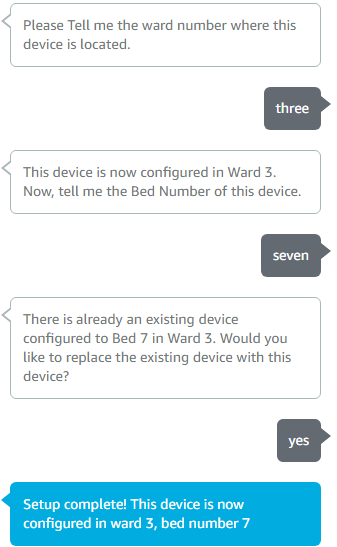 Please Tell me the ward number where this
device is located.
three
This device is now configured in Ward 3.
Now, tell me the Bed Number of this device.
seven
There is already an existing device
configured to Bed 7 in Ward 3. Would you
like to replace the existing device with this
device?
yes
Setup complete! This device is now
configured in ward 3, bed number 7